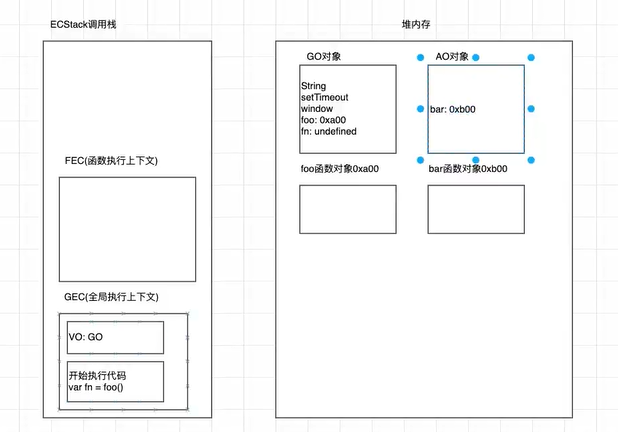 ECStack调用栈
堆内存
GO对象
AO对象
String
setTimeout
window
foo: 0xa00
fn: undefined
bar: 0xb00
FEC(函数执行上下文)
foo函数对象0xa00
bar函数对象0xb00
GEC(全局执行上下文)
VO: GO
开始执行代码
var fn = foo()